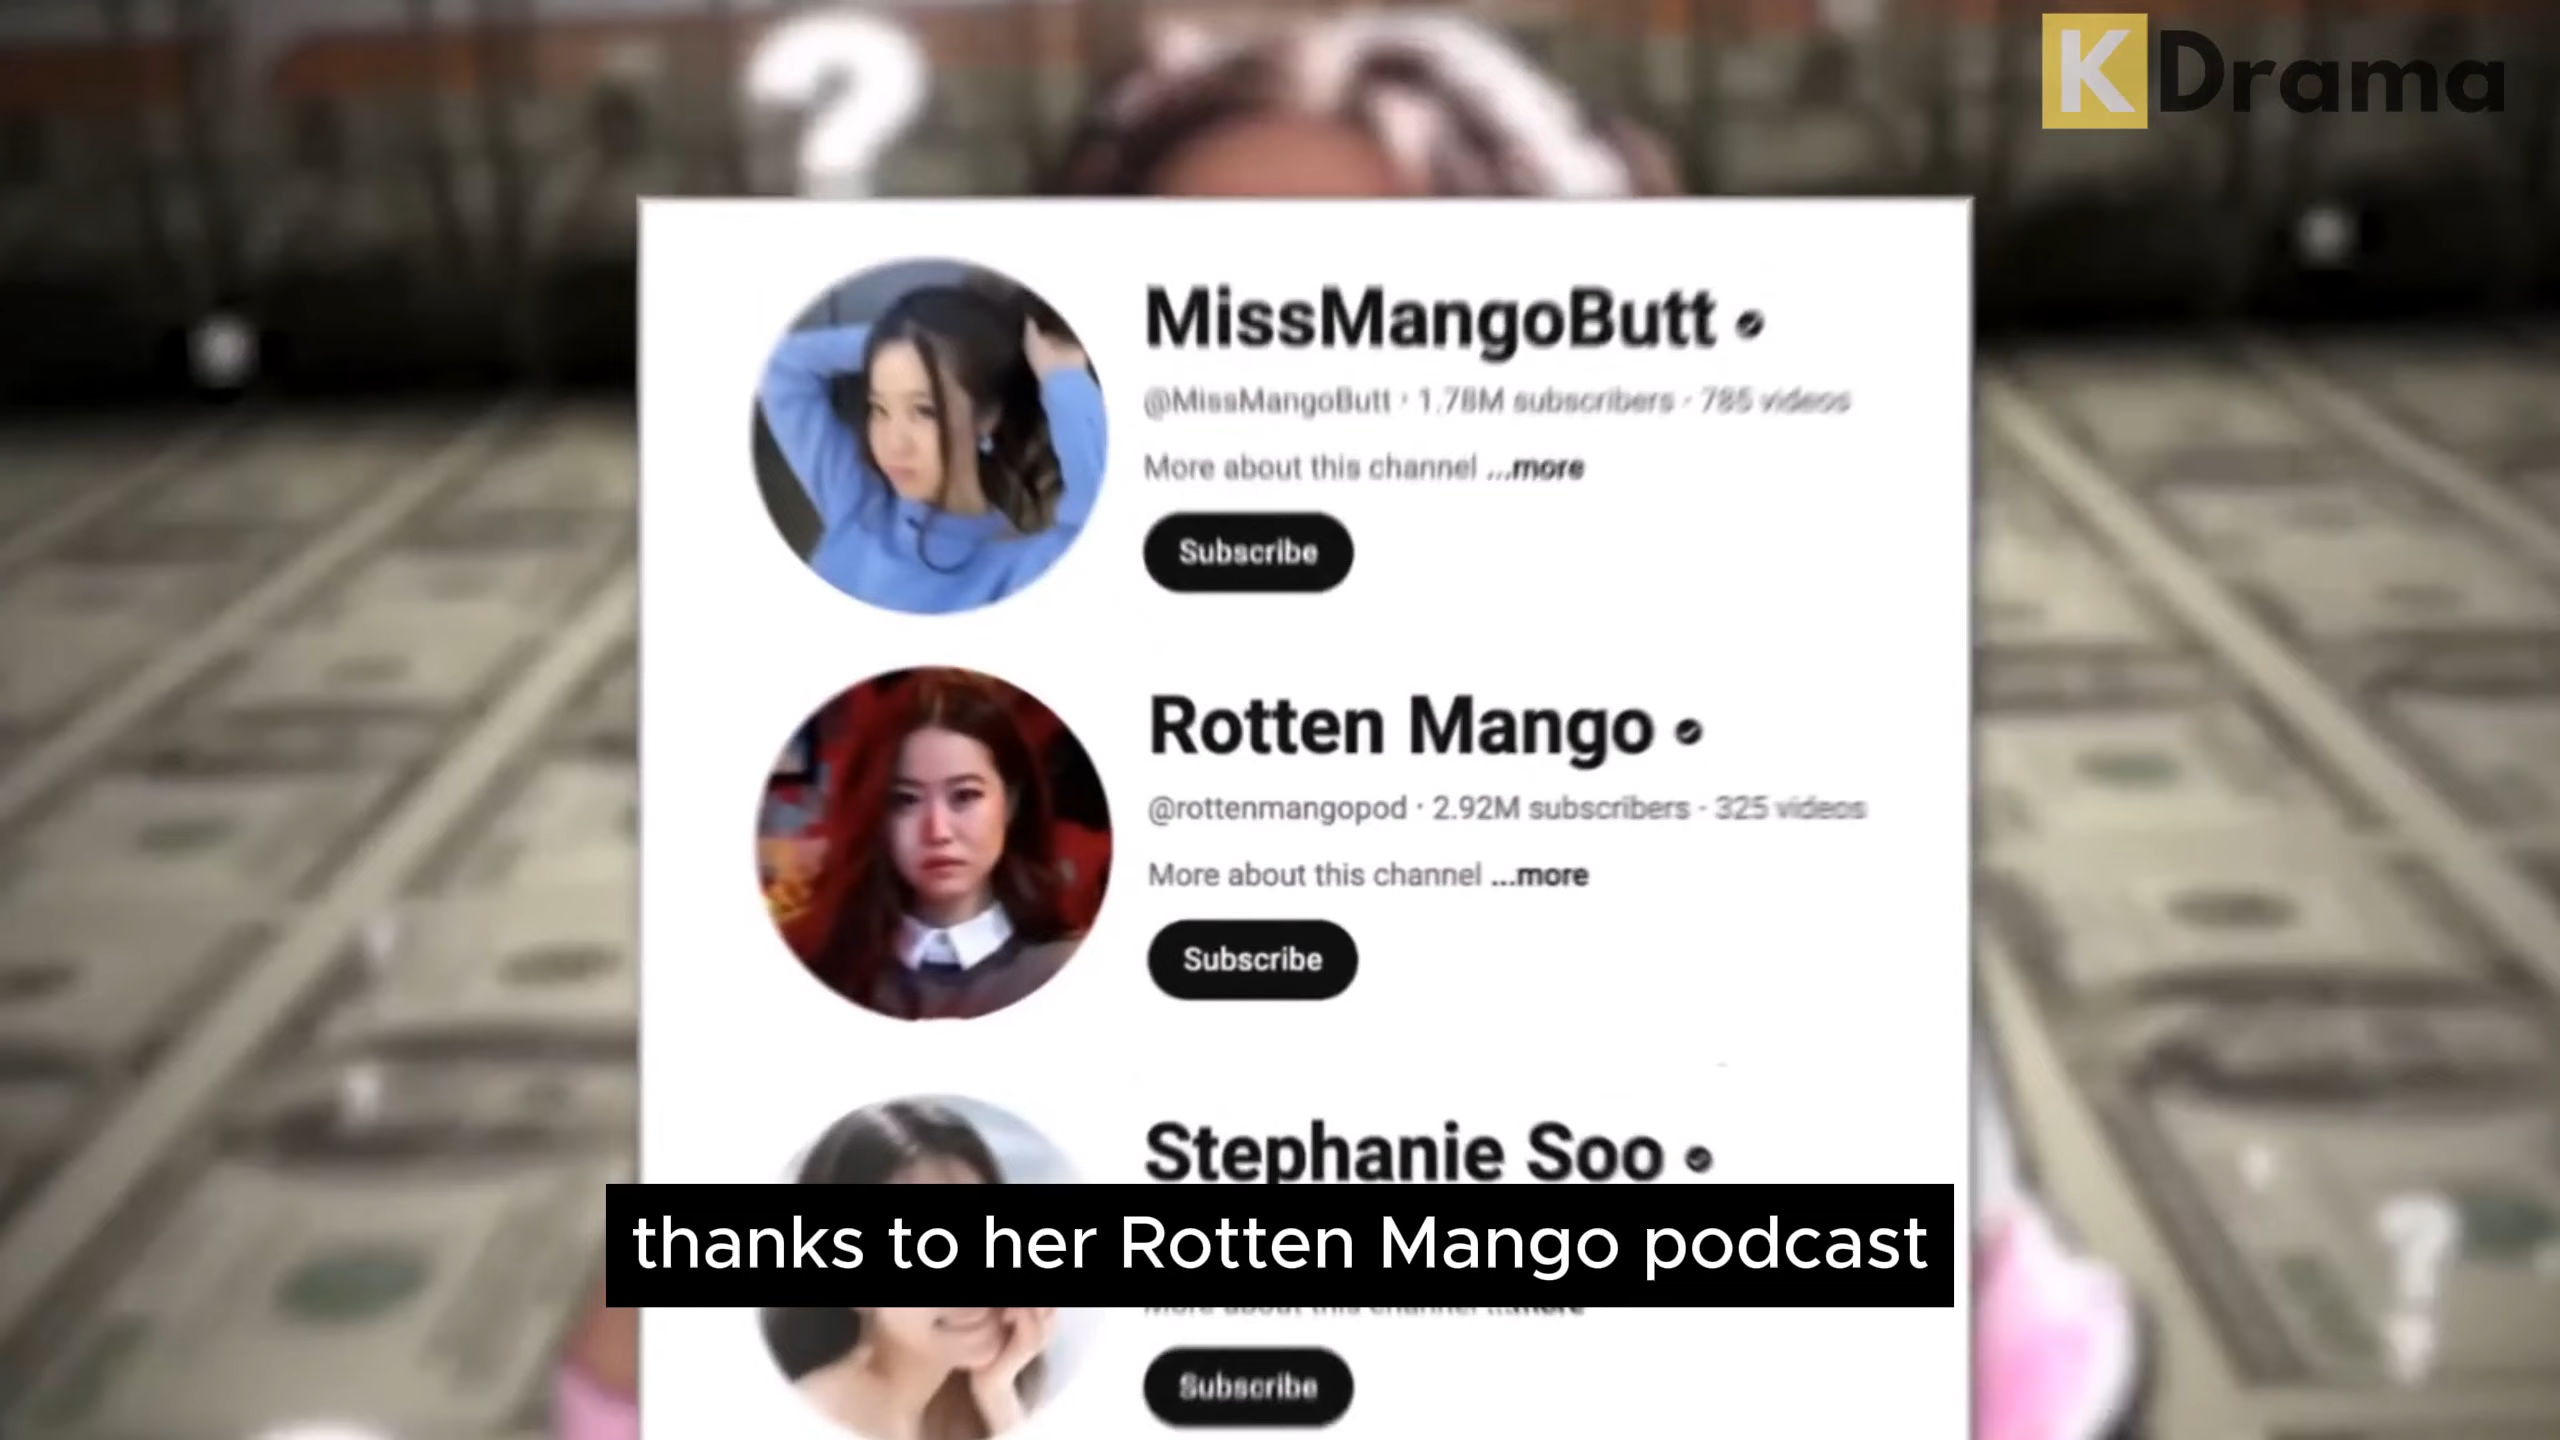 K Drama
MissMangoButt
@MissMangoButt · 1.78M subscribers · 785 videos
More about this channel ...more
Subscribe
Rotten Mango
@rottenmangopod · 2.92M subscribers · 325 videos
More about this channel ...more
Subscribe
Stephanie Soo
thanks to her Rotten Mango podcast
Subscribe